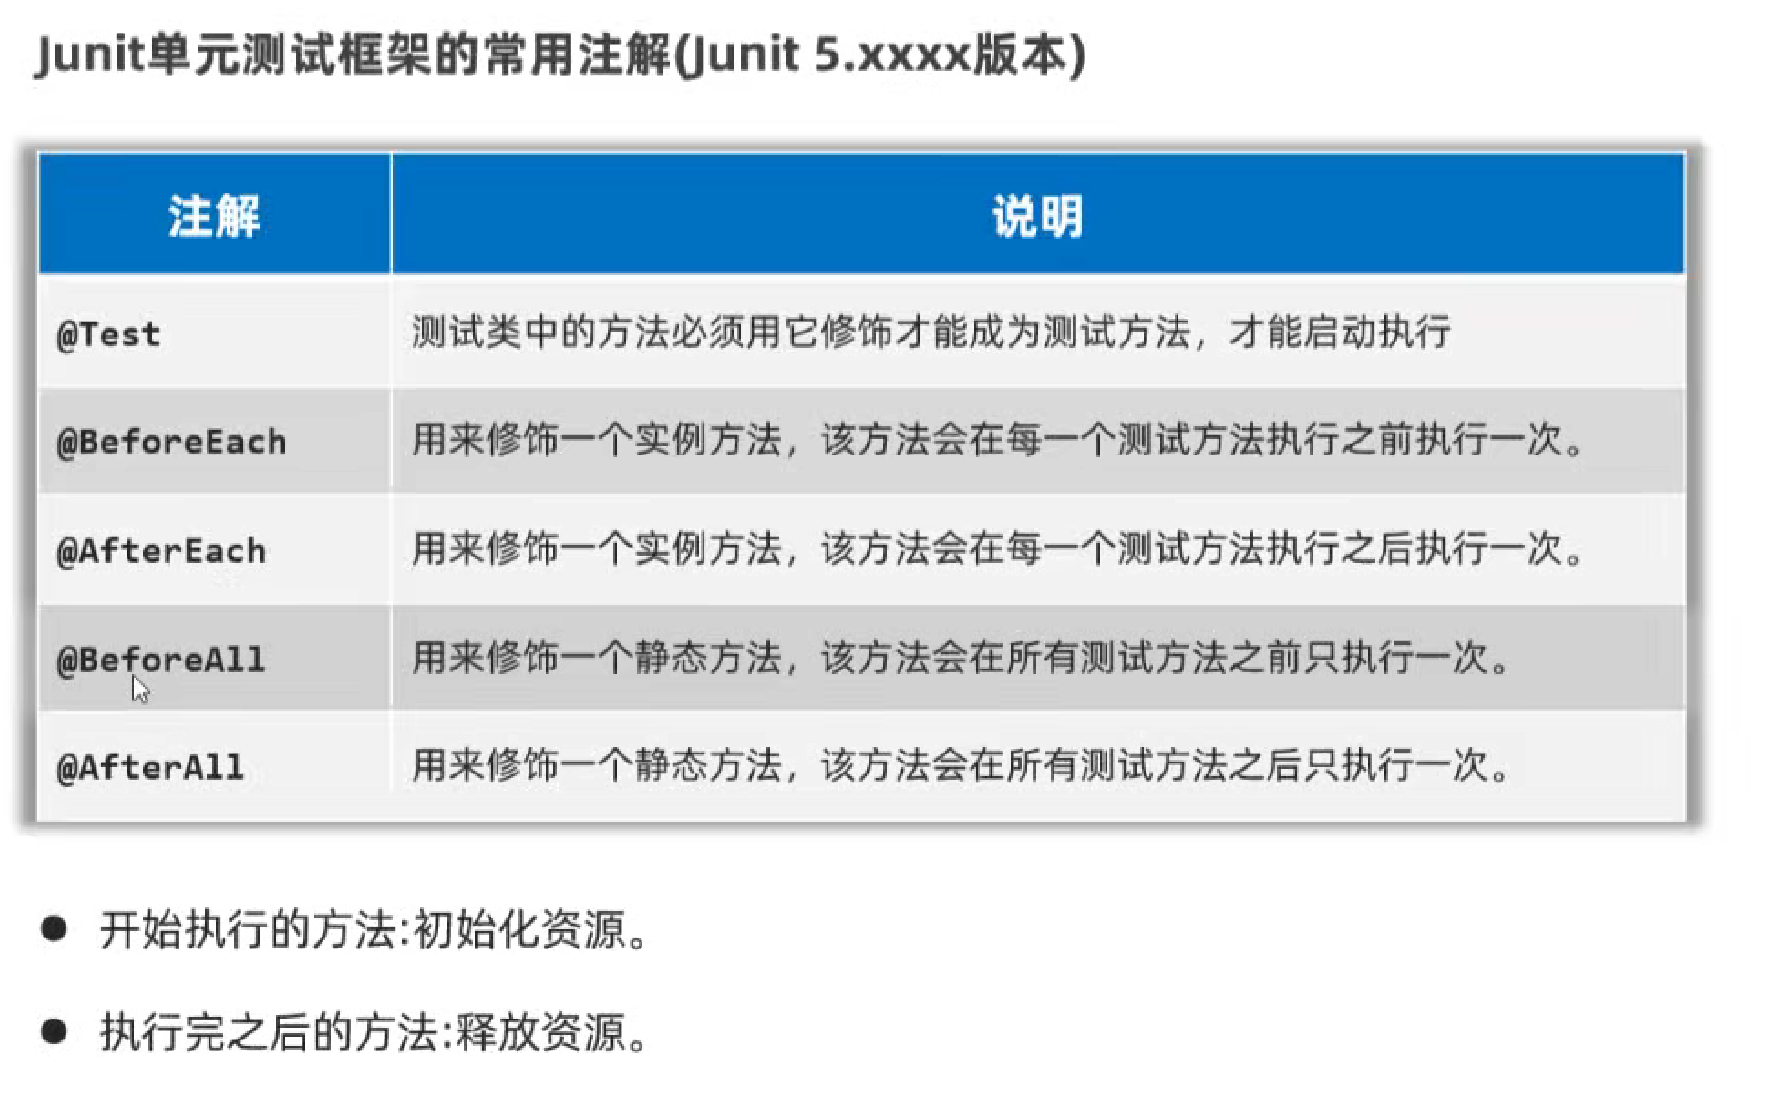 Junit单元测试框架的常用注解(Junit 5.xxxx版本)
注解 说明
@Test 测试类中的方法必须用它修饰才能成为测试方法，才能启动执行
@BeforeEach 用来修饰一个实例方法，该方法会在每一个测试方法执行之前执行一次。
@AfterEach 用来修饰一个实例方法，该方法会在每一个测试方法执行之后执行一次。
@BeforeAll 用来修饰一个静态方法，该方法会在所有测试方法之前只执行一次。
@AfterAll 用来修饰一个静态方法，该方法会在所有测试方法之后只执行一次。
● 开始执行的方法:初始化资源。
● 执行完之后的方法:释放资源。